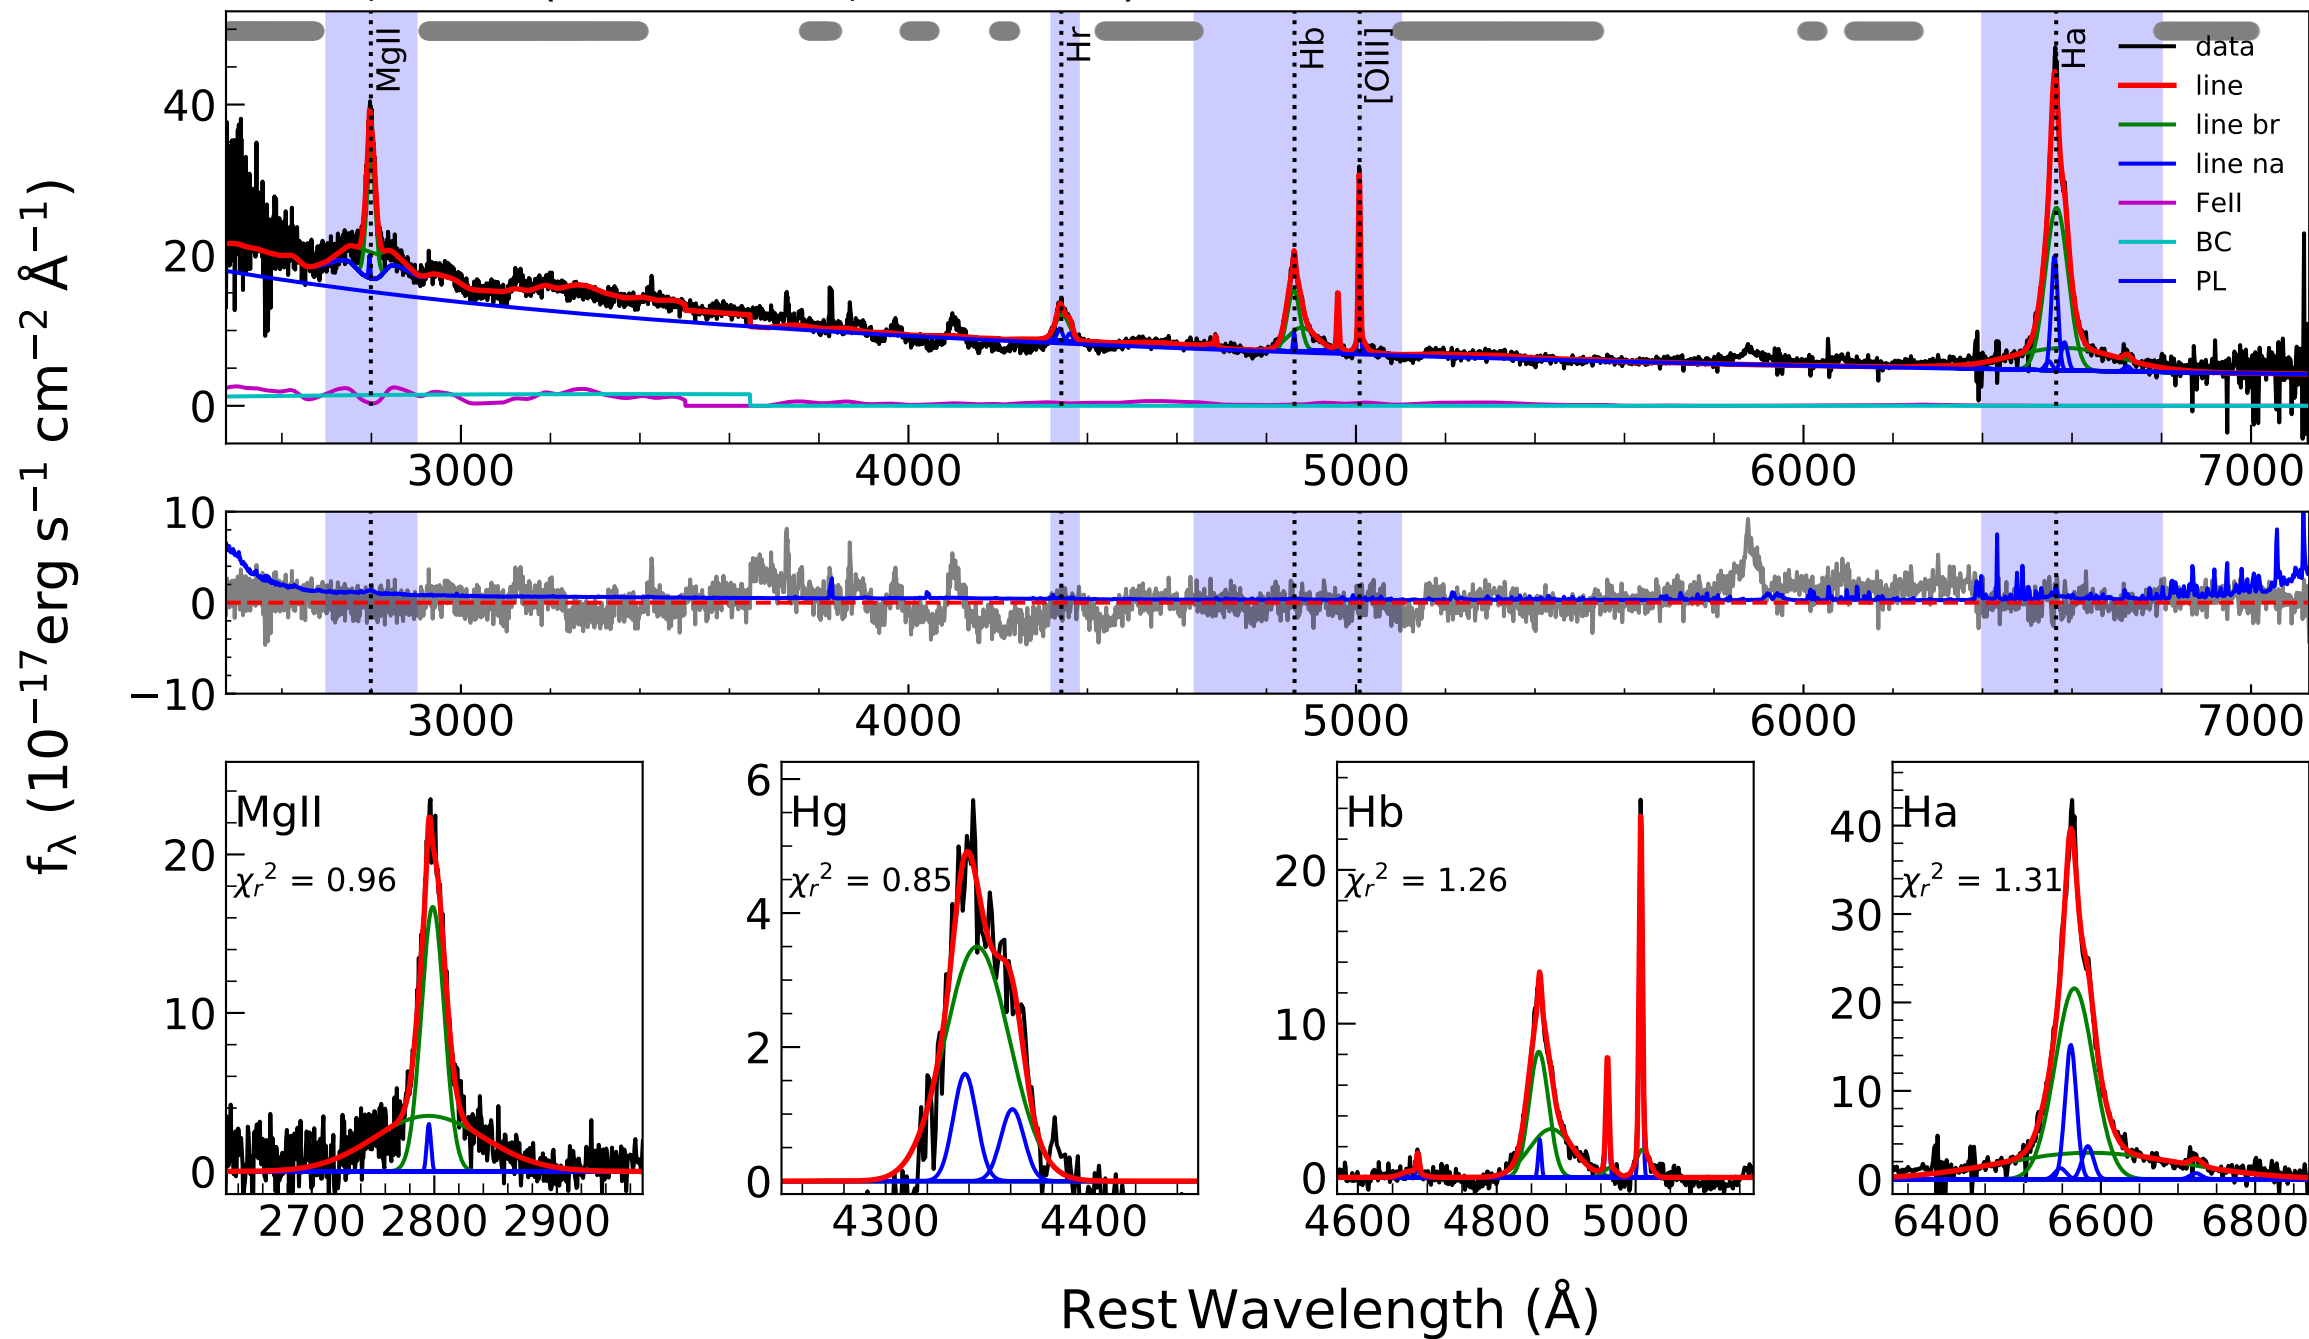 MgII
Hr
Hb
[OIII]
Ha
data
line
line br
line na
FeII
BC
PL
40
20
0
3000 4000 5000 6000 7000
10
0
−10
3000 4000 5000 6000 7000
f_λ (10^−17 erg s^−1 cm^−2 Å^−1)
MgII
χ_r^2 = 0.96
20
10
0
2700 2800 2900
Hg
χ_r^2 = 0.85
6
4
2
0
4300 4400
Hb
χ_r^2 = 1.26
20
10
0
4600 4800 5000
Ha
χ_r^2 = 1.31
40
30
20
10
0
6400 6600 6800
Rest Wavelength (Å)